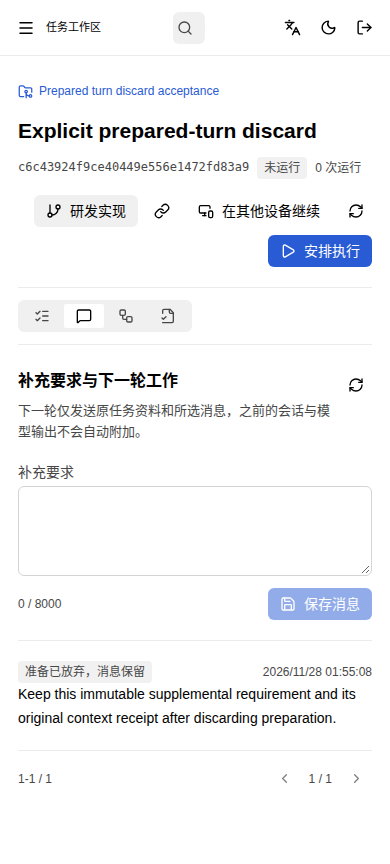 任务工作区
Prepared turn discard acceptance
Explicit prepared-turn discard
c6c43924f9ce40449e556e1472fd83a9 未运行 0 次运行
研发实现 在其他设备继续
安排执行
补充要求与下一轮工作
下一轮仅发送原任务资料和所选消息，之前的会话与模
型输出不会自动附加。
补充要求
0 / 8000 保存消息
准备已放弃，消息保留 2026/11/28 01:55:08
Keep this immutable supplemental requirement and its
original context receipt after discarding preparation.
1-1 / 1 1 / 1